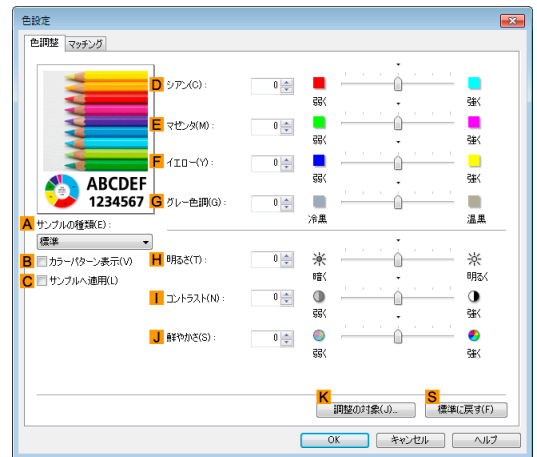 色設定
色調整 マッチング
D シアン(C) : 0
弱く 強く
E マゼンタ(M) : 0
弱く 強く
F イエロー(Y) : 0
弱く 強く
ABCDEF
1234567
G グレー色調(G) : 0
冷黒 温黒
A サンプルの種類(E) :
標準
B カラーパターン表示(V)
C サンプルへ適用(L)
H 明るさ(T) : 0
暗く 明るく
I コントラスト(N) : 0
弱く 強く
J 鮮やかさ(S) : 0
弱く 強く
K S
調整の対象(J)... 標準に戻す(F)
OK キャンセル ヘルプ